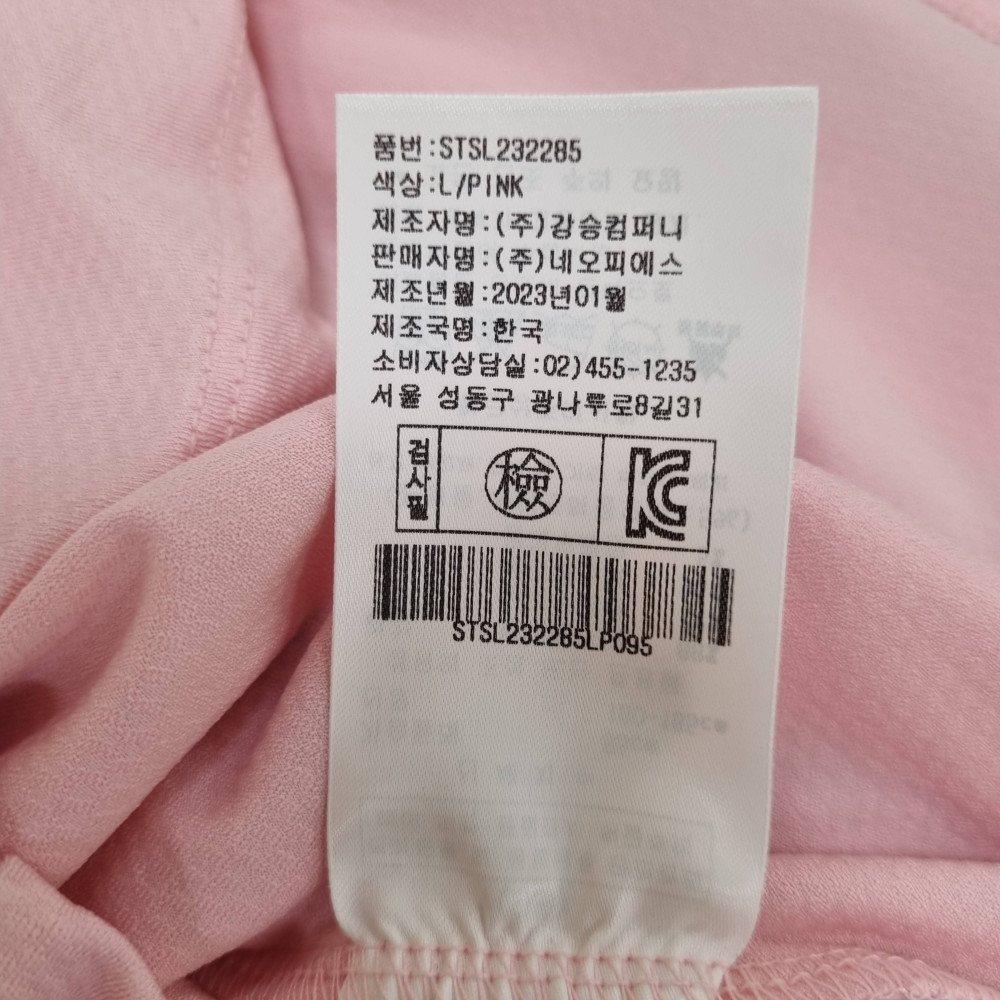 품번:STSL232285
색상:L/PINK
제조자명:(주)강승컴퍼니
판매자명:(주)네오피에스
제조년월:2023년01월
제조국명:한국
소비자상담실:02)455-1235
서울 성동구 광나루로8길31
검사필 檢 KC
STSL232285LP095